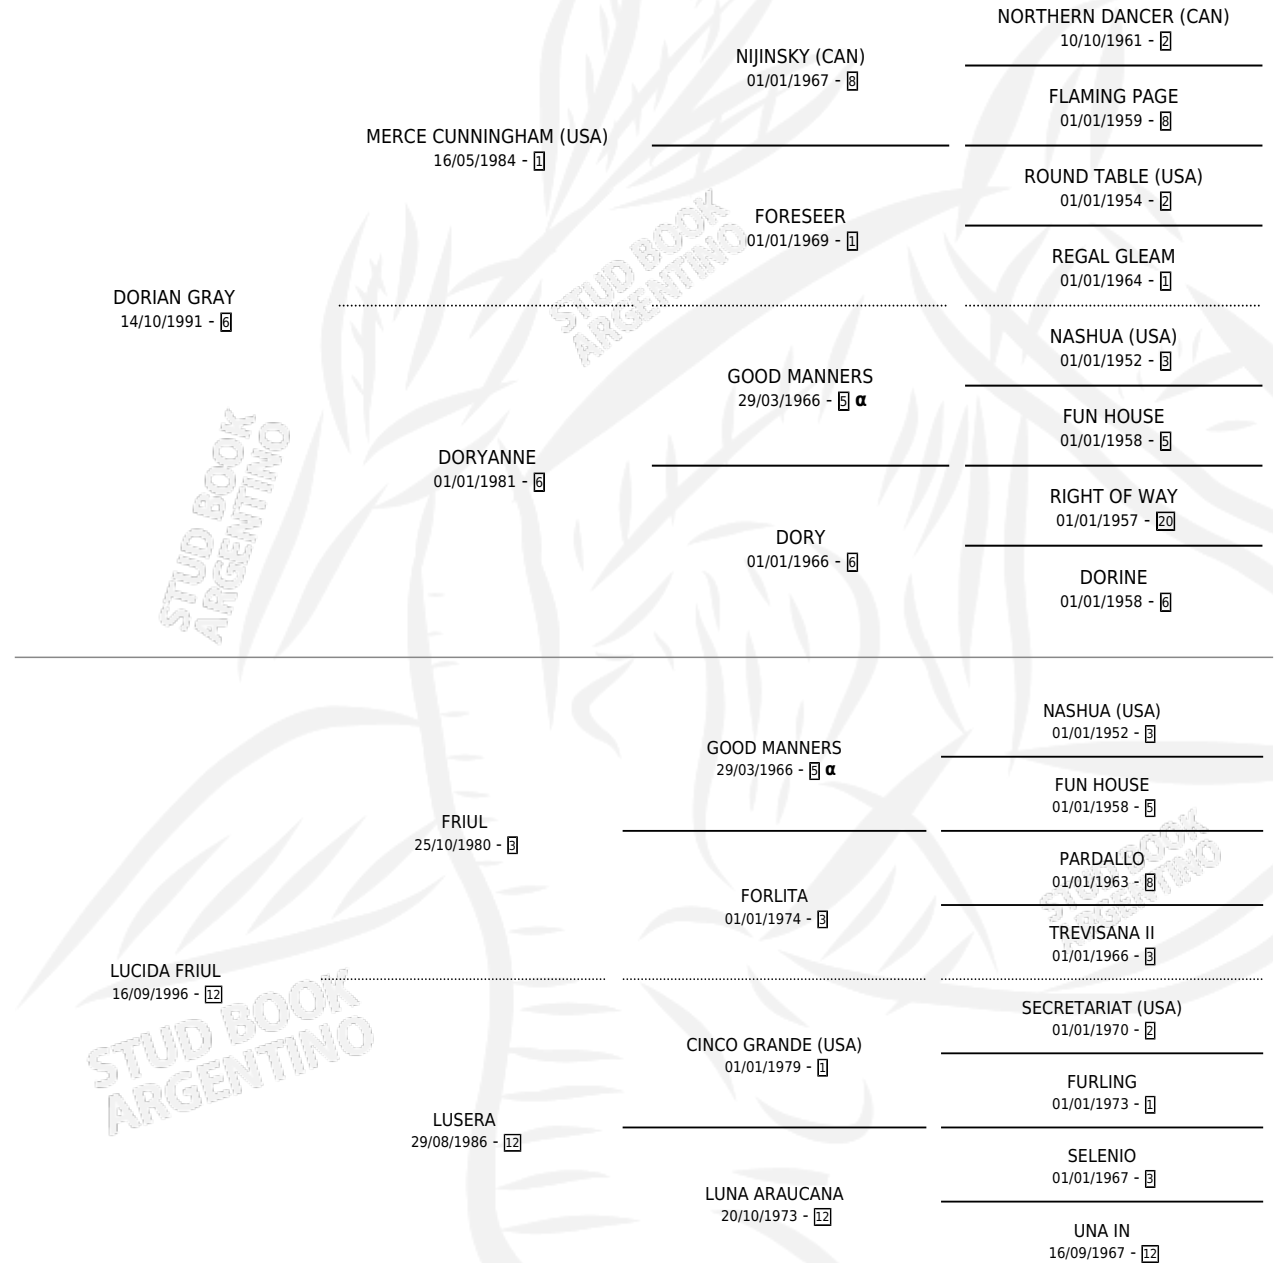 NORTHERN DANCER (CAN)
10/10/1961 - 2
NIJINSKY (CAN)
01/01/1967 - 8
FLAMING PAGE
01/01/1959 - 8
MERCE CUNNINGHAM (USA)
16/05/1984 - 1
ROUND TABLE (USA)
01/01/1954 - 2
FORESEER
01/01/1969 - 1
REGAL GLEAM
01/01/1964 - 1
DORIAN GRAY
14/10/1991 - 6
NASHUA (USA)
01/01/1952 - 3
GOOD MANNERS
29/03/1966 - 5 α
FUN HOUSE
01/01/1958 - 5
DORYANNE
01/01/1981 - 6
RIGHT OF WAY
01/01/1957 - 20
DORY
01/01/1966 - 6
DORINE
01/01/1958 - 6
STUD BOOK
ARGENTINO
STUD BOOK
ARGENTINO
NASHUA (USA)
01/01/1952 - 3
GOOD MANNERS
29/03/1966 - 5 α
FUN HOUSE
01/01/1958 - 5
FRIUL
25/10/1980 - 3
PARDALLO
01/01/1963 - 8
FORLITA
01/01/1974 - 3
TREVISANA II
01/01/1966 - 3
LUCIDA FRIUL
16/09/1996 - 12
SECRETARIAT (USA)
01/01/1970 - 2
CINCO GRANDE (USA)
01/01/1979 - 1
FURLING
01/01/1973 - 1
LUSERA
29/08/1986 - 12
SELENIO
01/01/1967 - 3
LUNA ARAUCANA
20/10/1973 - 12
UNA IN
16/09/1967 - 12
STUD BOOK
ARGENTINO
STUD BOOK
ARGENTINO